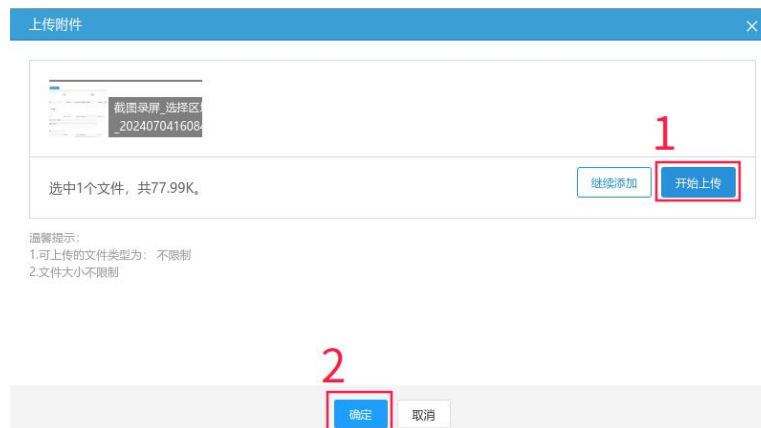 上传附件
截图录屏_选择区
_2024070416084
1
选中1个文件，共77.99K。
继续添加
开始上传
温馨提示：
1.可上传的文件类型为： 不限制
2.文件大小不限制
2
确定
取消